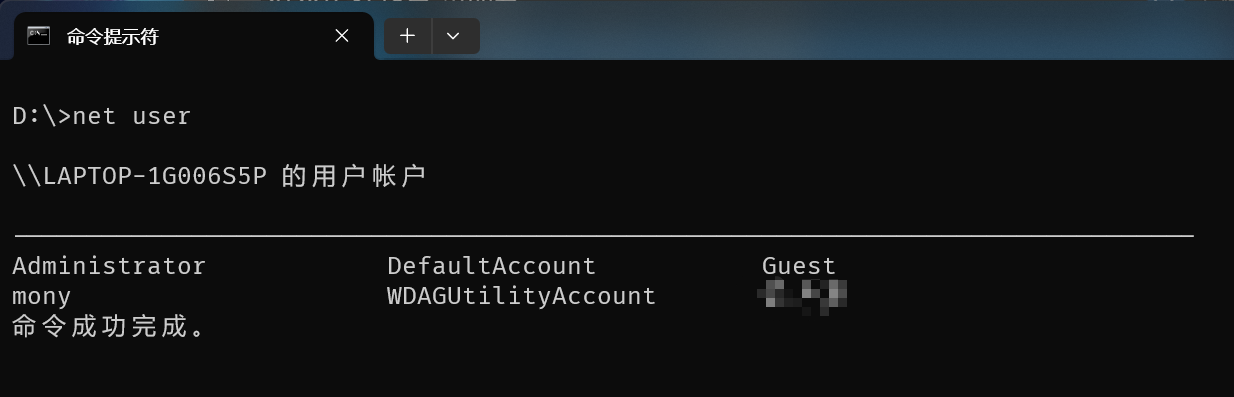 命令提示符
D:\>net user
\\LAPTOP-1G006S5P 的用户帐户
Administrator DefaultAccount Guest
mony WDAGUtilityAccount
命令成功完成。